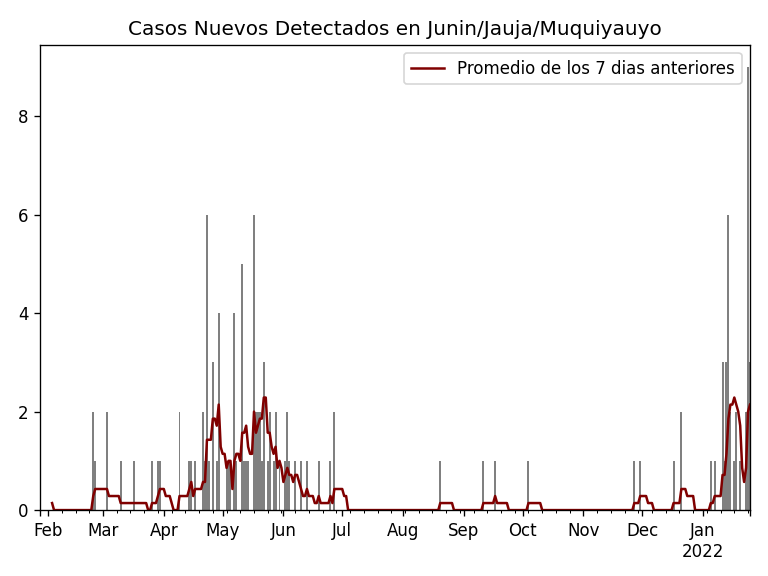 Casos Nuevos Detectados en Junin/Jauja/Muquiyauyo
Promedio de los 7 dias anteriores
8
6
4
2
0
Feb Mar Apr May Jun Jul Aug Sep Oct Nov Dec Jan
2022